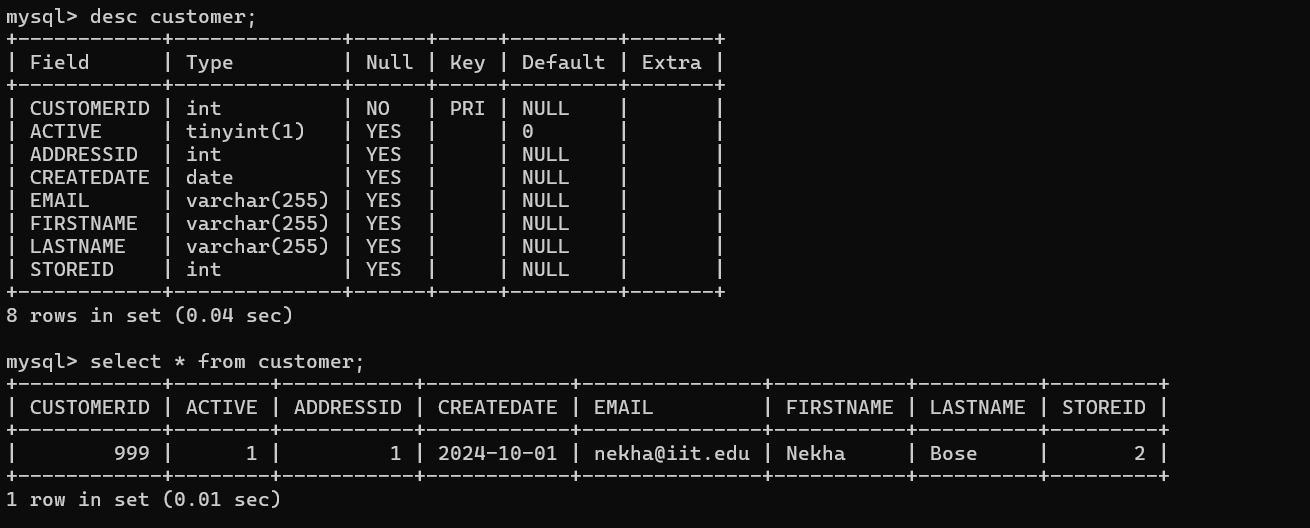 mysql> desc customer;
+------------+--------------+------+-----+---------+-------+
| Field      | Type         | Null | Key | Default | Extra |
+------------+--------------+------+-----+---------+-------+
| CUSTOMERID | int          | NO   | PRI | NULL    |       |
| ACTIVE     | tinyint(1)   | YES  |     | 0       |       |
| ADDRESSID  | int          | YES  |     | NULL    |       |
| CREATEDATE | date         | YES  |     | NULL    |       |
| EMAIL      | varchar(255) | YES  |     | NULL    |       |
| FIRSTNAME  | varchar(255) | YES  |     | NULL    |       |
| LASTNAME   | varchar(255) | YES  |     | NULL    |       |
| STOREID    | int          | YES  |     | NULL    |       |
+------------+--------------+------+-----+---------+-------+
8 rows in set (0.04 sec)

mysql> select * from customer;
+------------+--------+-----------+------------+---------------+-----------+----------+---------+
| CUSTOMERID | ACTIVE | ADDRESSID | CREATEDATE | EMAIL         | FIRSTNAME | LASTNAME | STOREID |
+------------+--------+-----------+------------+---------------+-----------+----------+---------+
|        999 |      1 |         1 | 2024-10-01 | nekha@iit.edu | Nekha     | Bose     |       2 |
+------------+--------+-----------+------------+---------------+-----------+----------+---------+
1 row in set (0.01 sec)